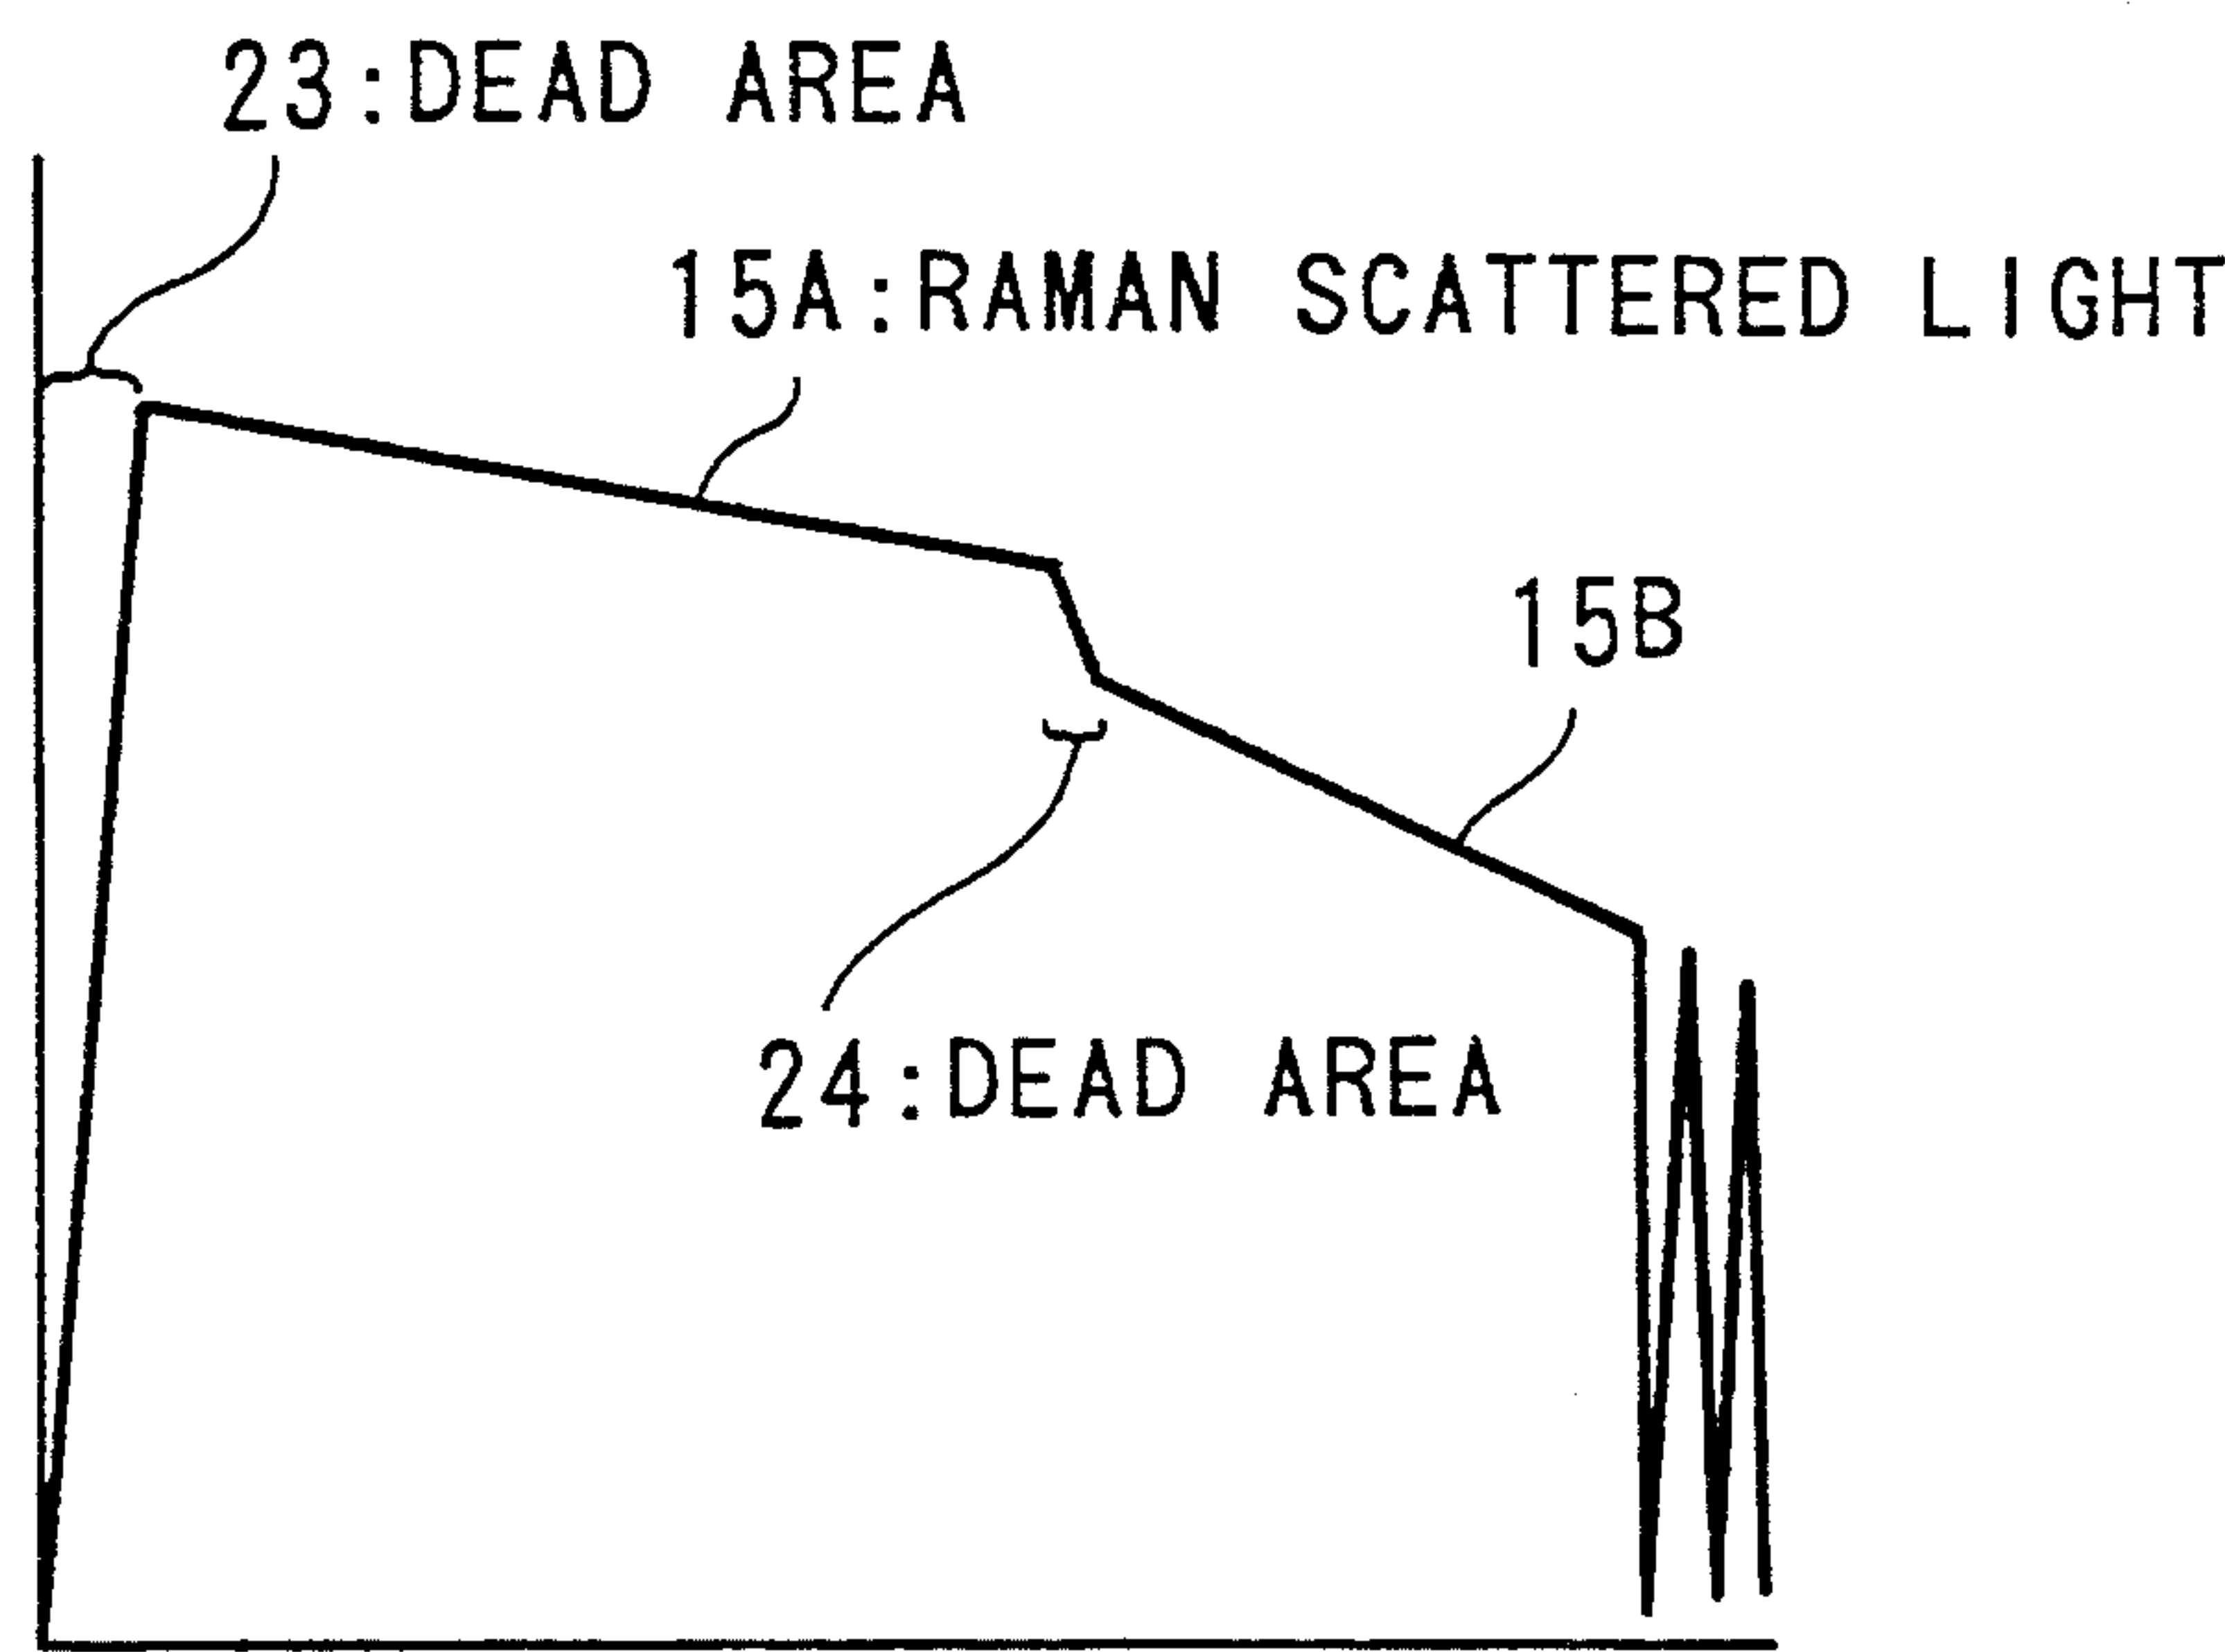 23:DEAD AREA
15A:RAMAN SCATTERED LIGHT
15B
24:DEAD AREA